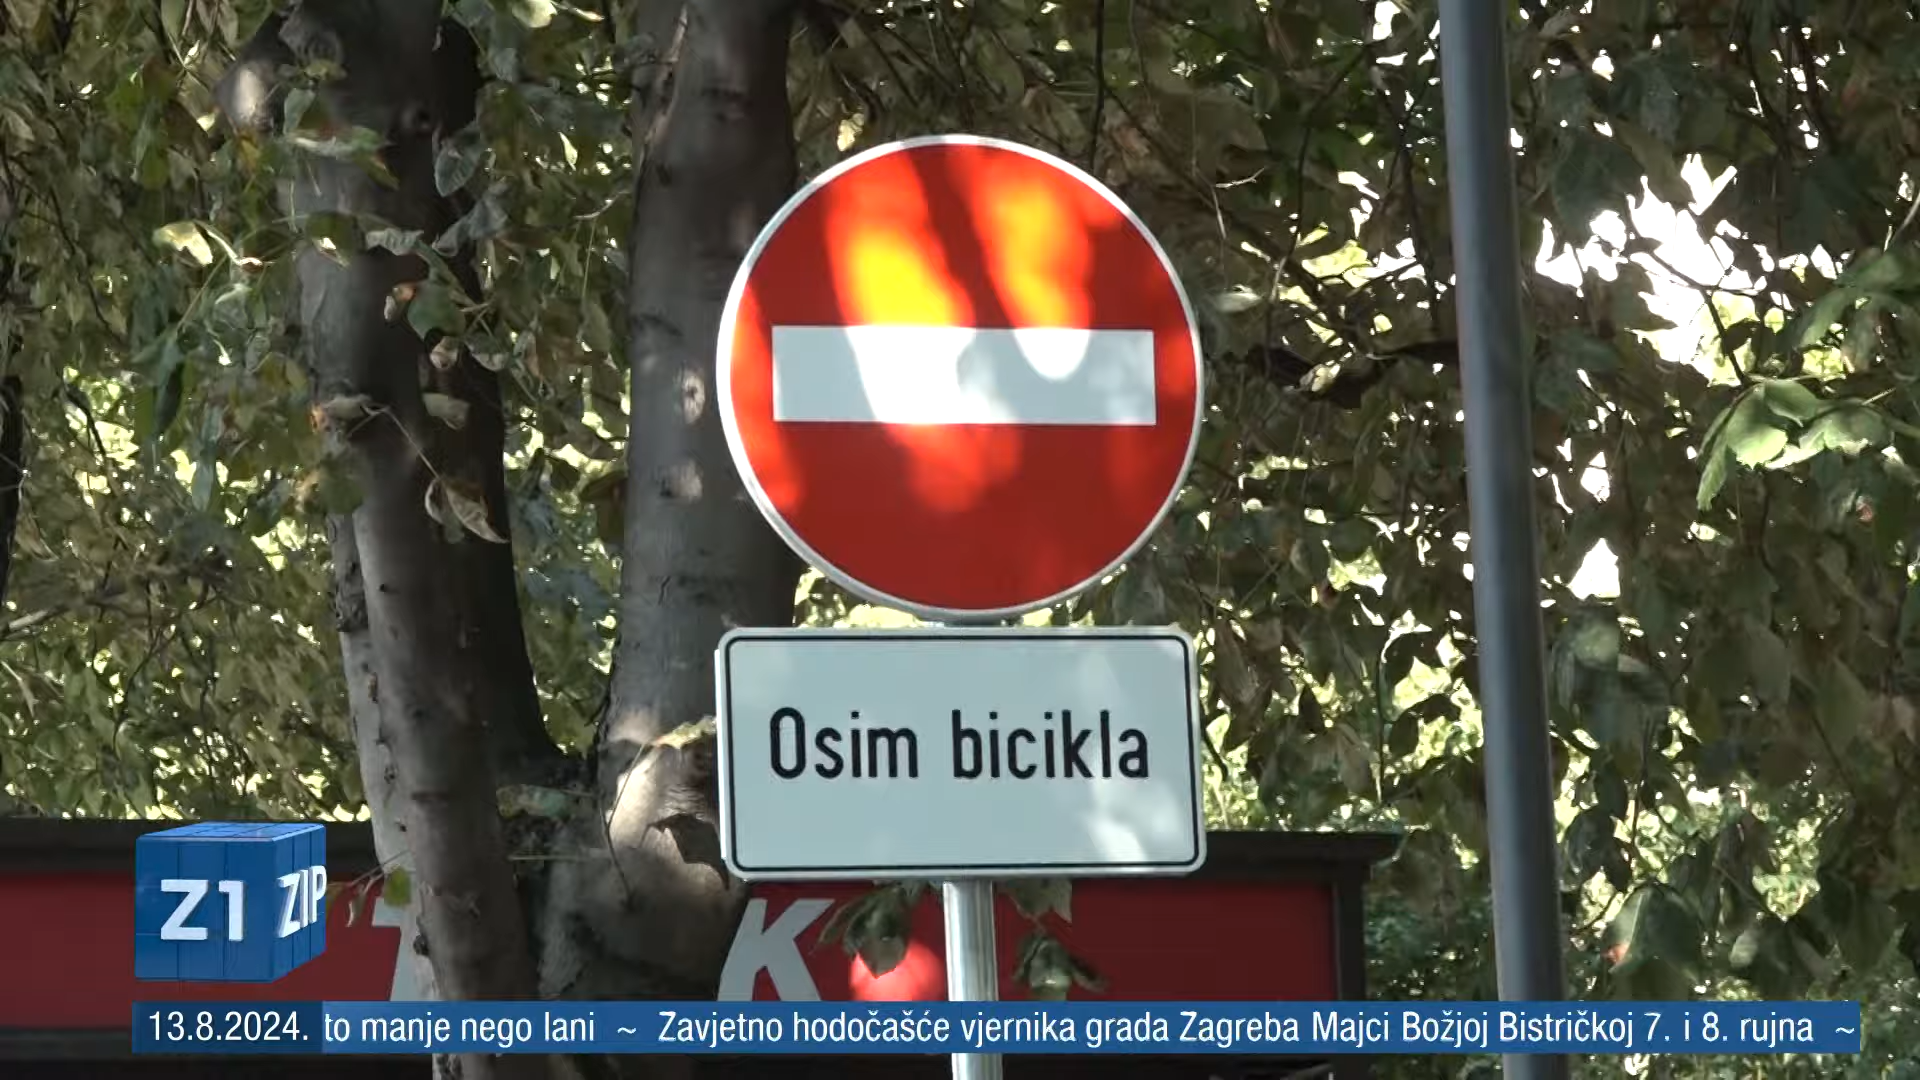 Osim bicikla
Z1
ZIP
K
13.8.2024.
to manje nego lani ~ Zavjetno hodočašće vjernika grada Zagreba Majci Božjoj Bistričkoj 7. i 8. rujna ~